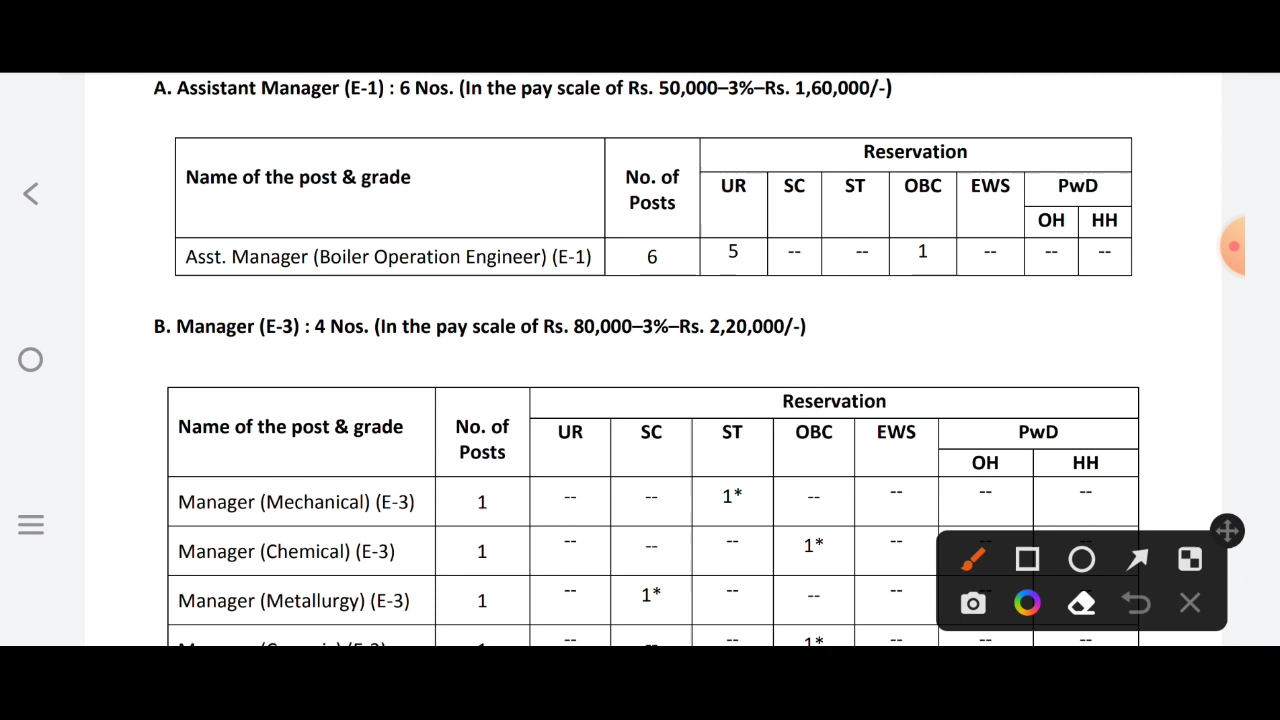 A. Assistant Manager (E-1) : 6 Nos. (In the pay scale of Rs. 50,000–3%–Rs. 1,60,000/-)
Name of the post & grade No. of Posts Reservation
UR SC ST OBC EWS PwD
OH HH
Asst. Manager (Boiler Operation Engineer) (E-1) 6 5 -- -- 1 -- -- --
B. Manager (E-3) : 4 Nos. (In the pay scale of Rs. 80,000–3%–Rs. 2,20,000/-)
Name of the post & grade No. of Posts Reservation
UR SC ST OBC EWS PwD
OH HH
Manager (Mechanical) (E-3) 1 -- -- 1* -- -- -- --
Manager (Chemical) (E-3) 1 -- -- -- 1* --
Manager (Metallurgy) (E-3) 1 -- 1* -- -- --
-- -- -- 1* -- -- --